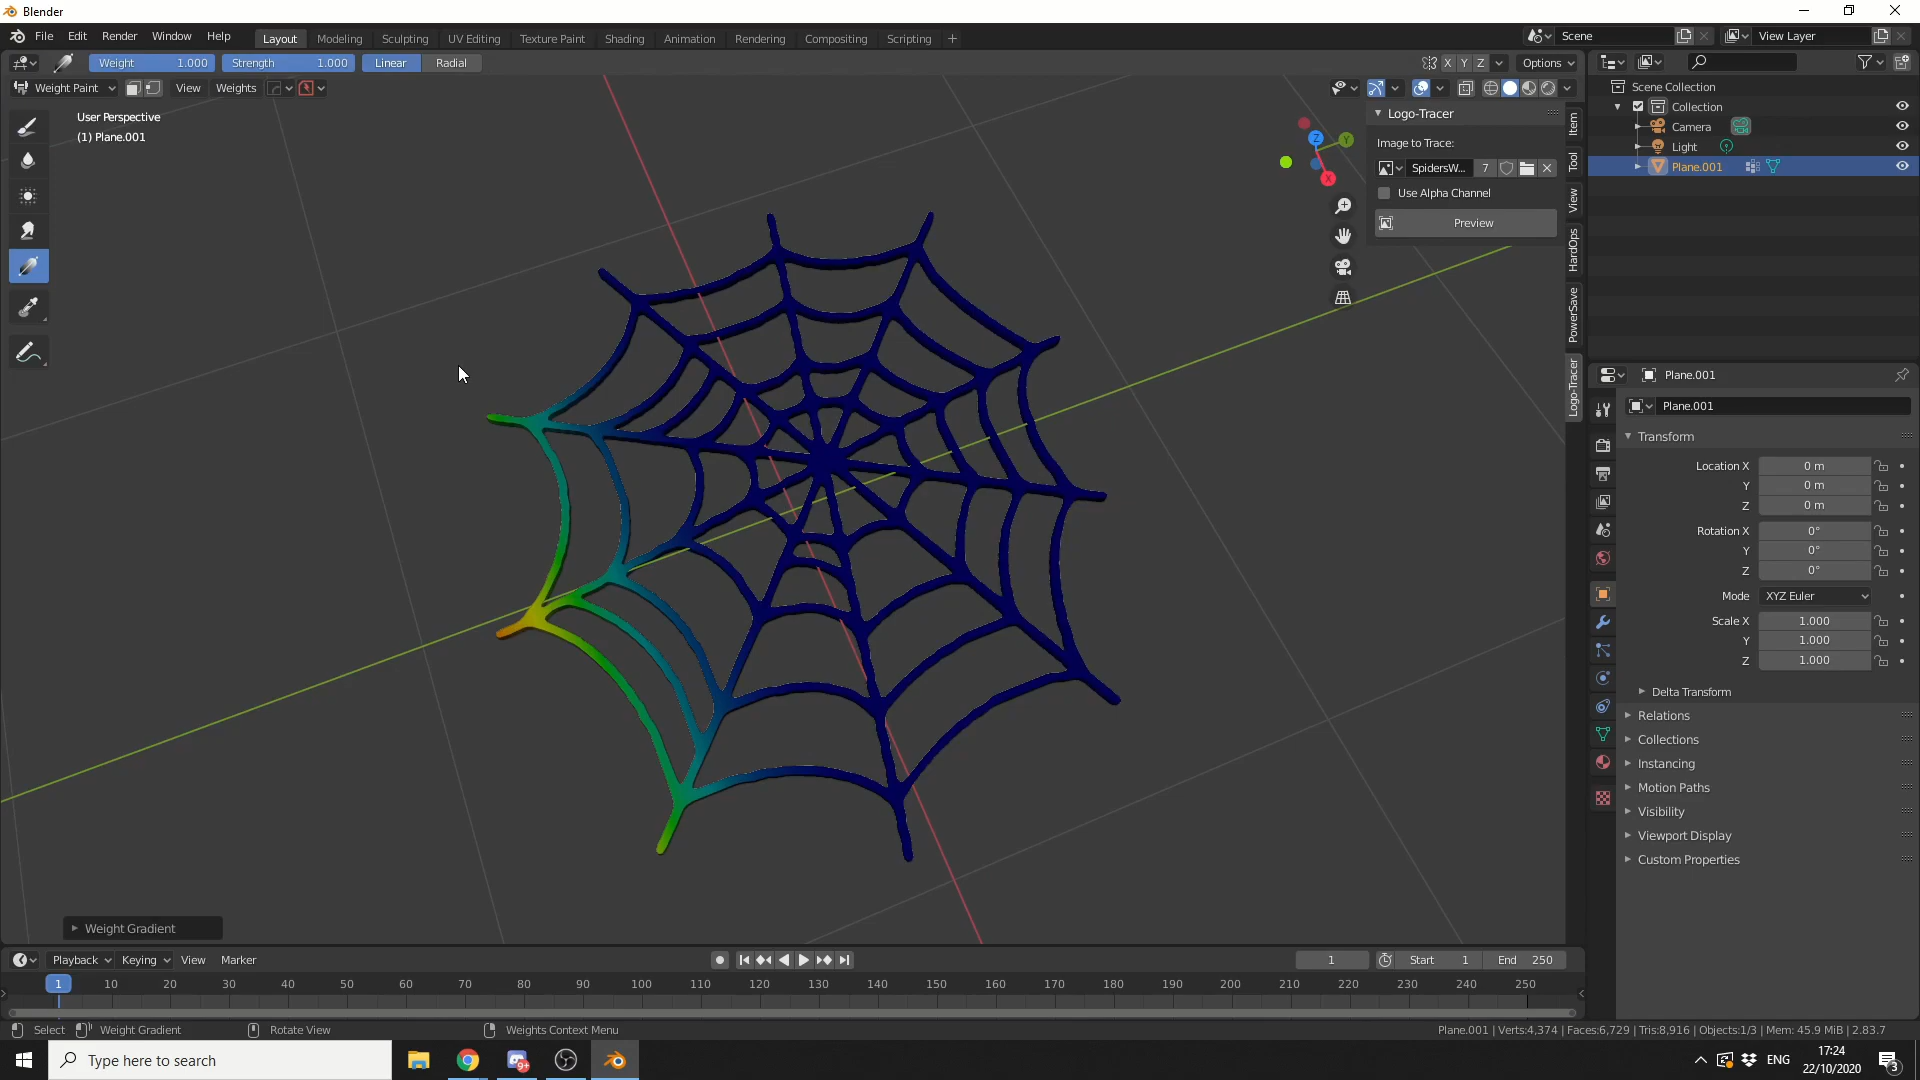 Blender
File Edit Render Window Help Layout Modeling Sculpting UV Editing Texture Paint Shading Animation Rendering Compositing Scripting + Scene View Layer
Weight 1.000 Strength 1.000 Linear Radial X Y Z Options
Weight Paint View Weights
User Perspective
(1) Plane.001
Z Y X
Logo-Tracer
Image to Trace:
SpidersW... 7
Use Alpha Channel
Preview
Item
Tool
View
HardOps
PowerSave
Logo-Tracer
Scene Collection
Collection
Camera
Light
Plane.001
Plane.001
Plane.001
Transform
Location X 0 m
Y 0 m
Z 0 m
Rotation X 0°
Y 0°
Z 0°
Mode XYZ Euler
Scale X 1.000
Y 1.000
Z 1.000
Delta Transform
Relations
Collections
Instancing
Motion Paths
Visibility
Viewport Display
Custom Properties
Weight Gradient
Playback Keying View Marker 1 Start 1 End 250
1 10 20 30 40 50 60 70 80 90 100 110 120 130 140 150 160 170 180 190 200 210 220 230 240 250
Select Weight Gradient Rotate View Weights Context Menu Plane.001 | Verts:4,374 | Faces:6,729 | Tris:8,916 | Objects:1/3 | Mem: 45.9 MiB | 2.83.7
Type here to search 9+ ENG 17:24
22/10/2020 3